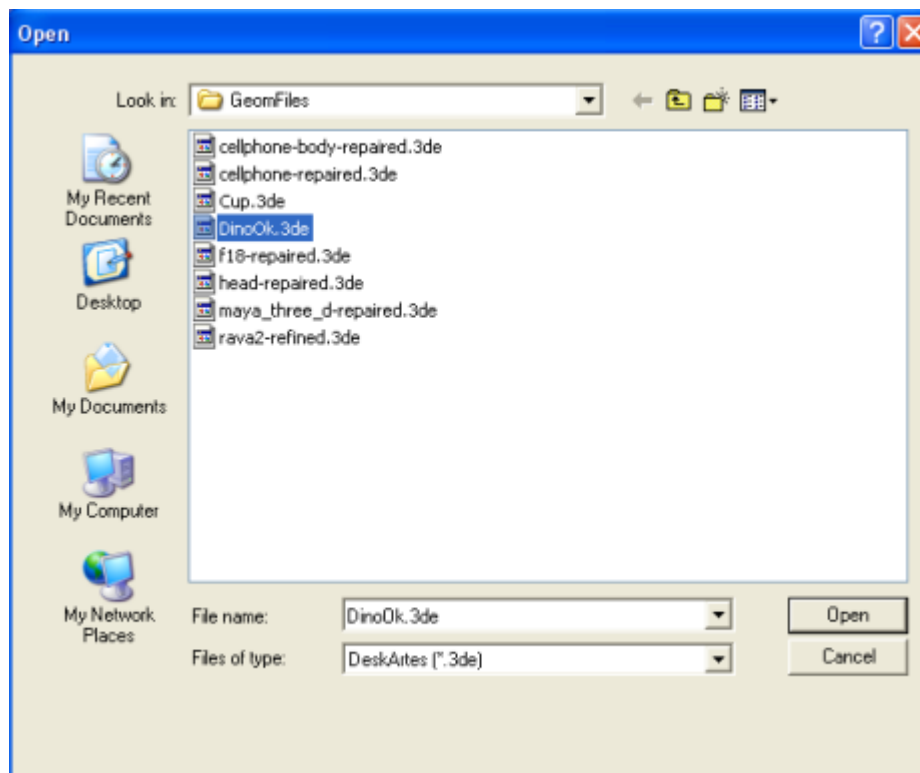 Open
Look in: GeomFiles
My Recent
Documents
Desktop
My Documents
My Computer
My Network
Places
cellphone-body-repaired.3de
cellphone-repaired.3de
Cup.3de
DinoOk.3de
f18-repaired.3de
head-repaired.3de
maya_three_d-repaired.3de
rava2-refined.3de
File name: DinoOk.3de Open
Files of type: DeskArtes (*.3de) Cancel